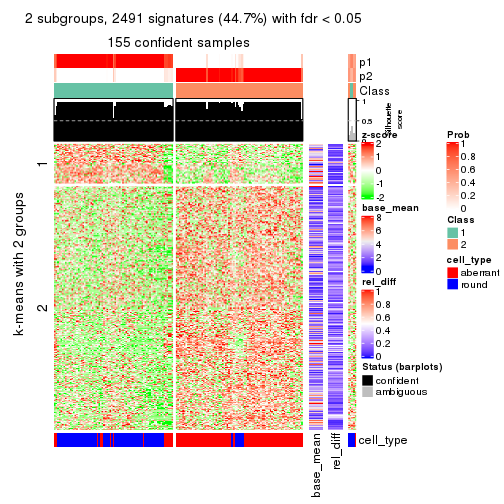 2 subgroups, 2491 signatures (44.7%) with fdr < 0.05
155 confident samples
p1
p2
Class
1
0.5
0
Silhouette
score
k-means with 2 groups
1
2
z-score
2
1
0
-1
-2
base_mean
8
6
4
2
0
rel_diff
1
0.8
0.6
0.4
0.2
0
Status (barplots)
confident
ambiguous
Prob
1
0.8
0.6
0.4
0.2
0
Class
1
2
cell_type
aberrant
round
cell_type
base_mean
rel_diff